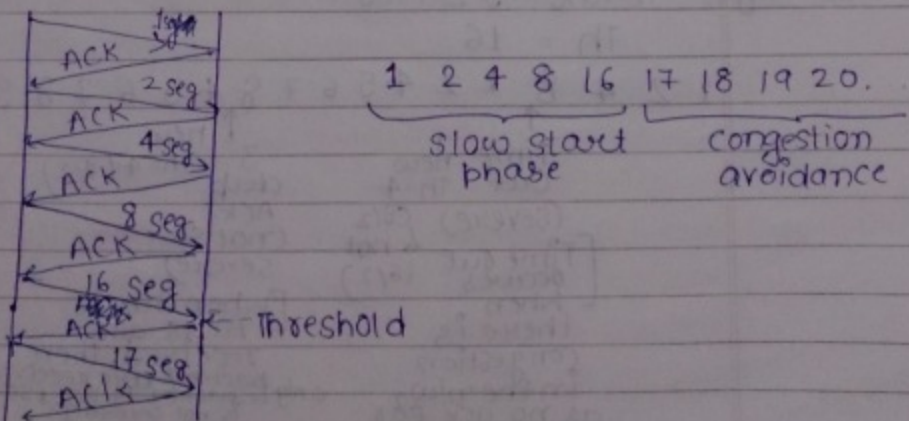 ACK
2 seg
ACK
4 seg
ACK
8 seg
ACK
16 seg
ACK
Threshold
17 seg
ACK
1 2 4 8 16 17 18 19 20.
slow start
phase
congestion
avoidance